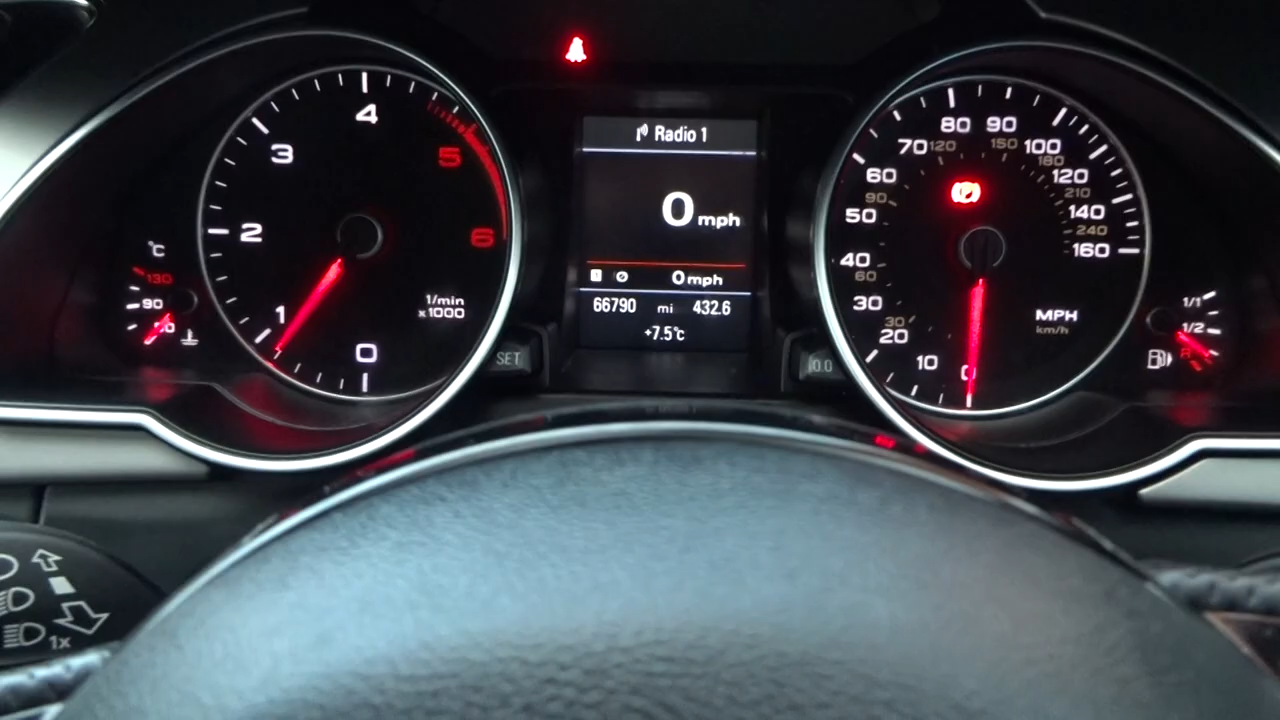 4
3
5
2
6
1
0
1/min
x1000
°C
130
90
SET
Radio 1
0 mph
0 mph
66790 mi 432.6
+7.5°C
0.0
80 90
70 120 150 100
180
60 120
90 210
50 140
240
40 160
60
30
30
20
10
0
MPH
km/h
1/1
1/2
R
1x